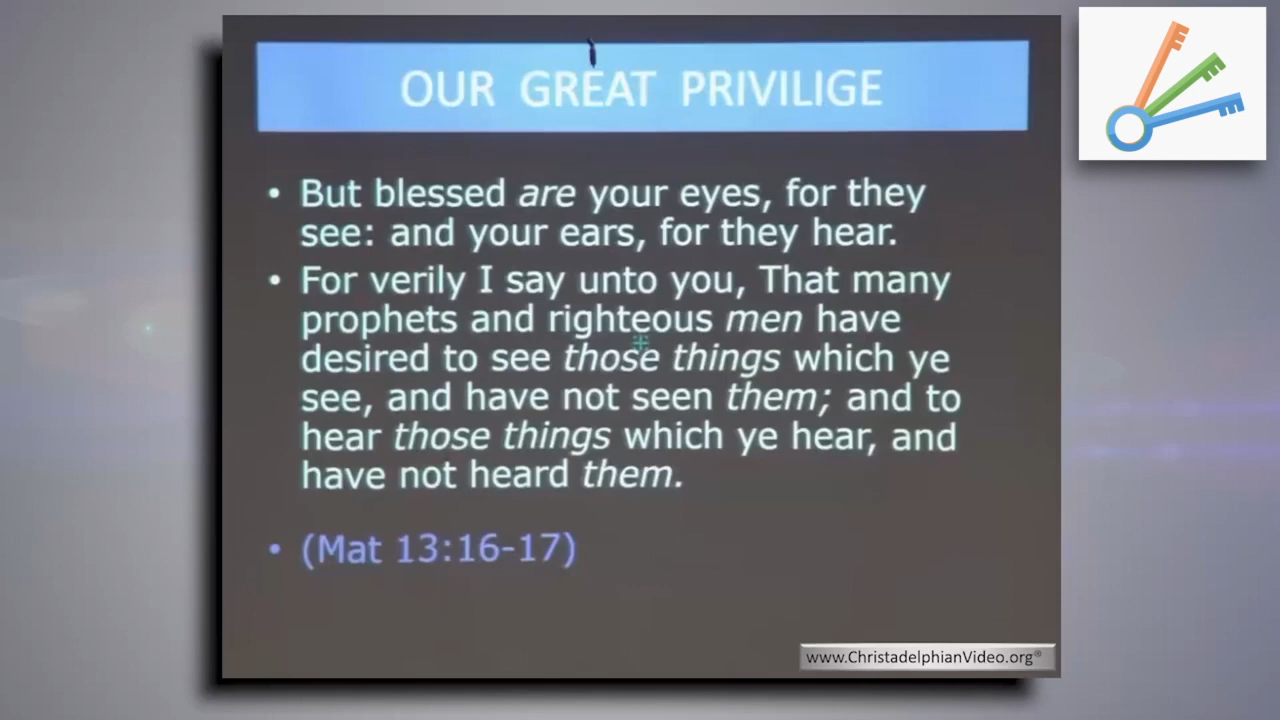 OUR GREAT PRIVILIGE
• But blessed are your eyes, for they
see: and your ears, for they hear.
• For verily I say unto you, That many
prophets and righteous men have
desired to see those things which ye
see, and have not seen them; and to
hear those things which ye hear, and
have not heard them.
• (Mat 13:16-17)
www.ChristadelphianVideo.org®